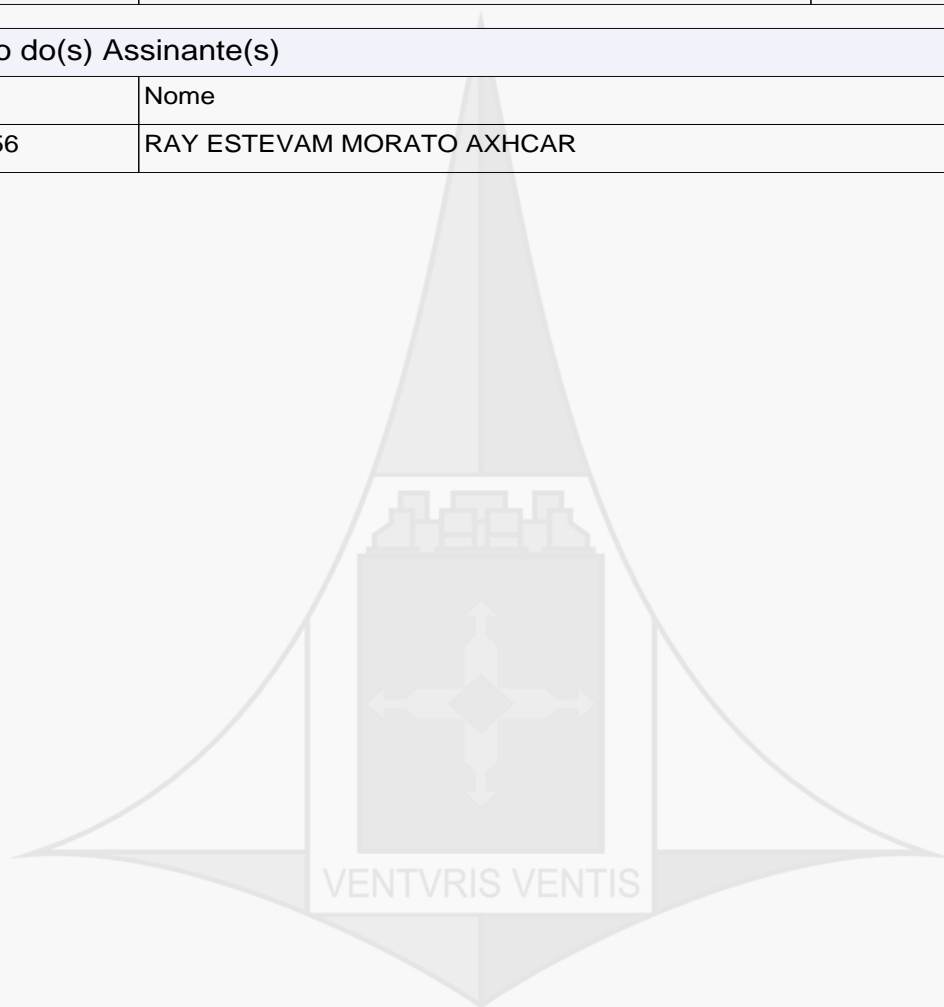 o do(s) Assinante(s)
Nome
56 RAY ESTEVAM MORATO AXHCAR
VENTVRIS VENTIS